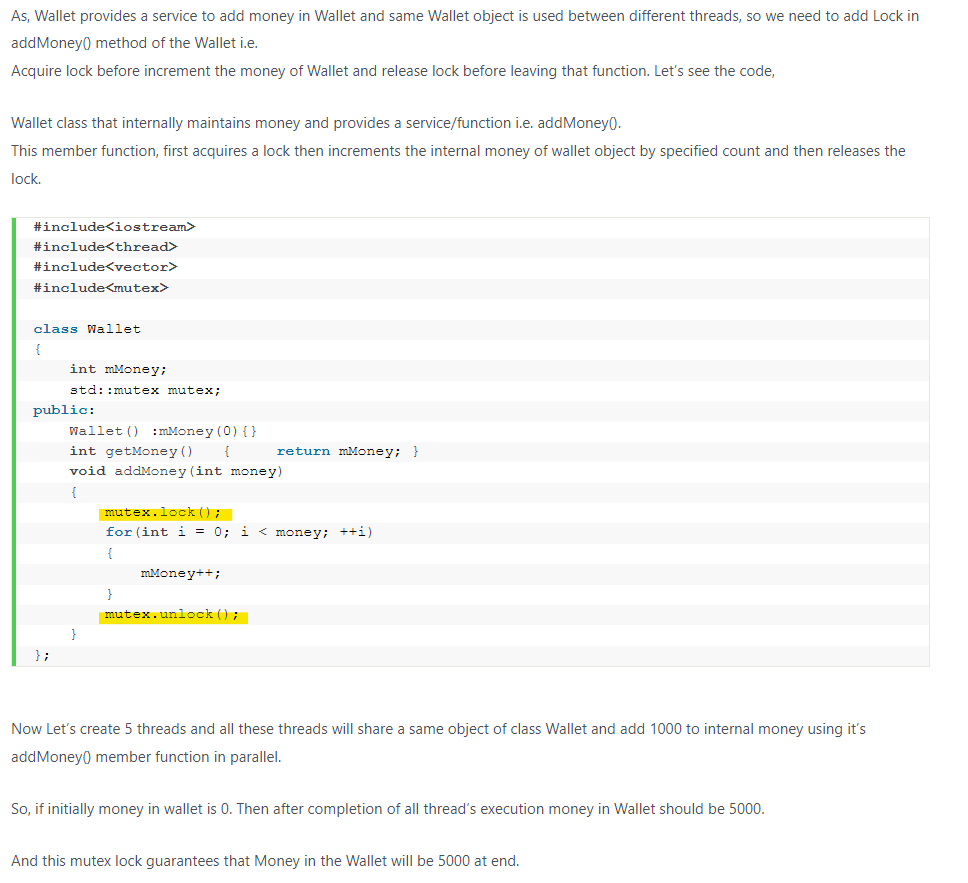 As, Wallet provides a service to add money in Wallet and same Wallet object is used between different threads, so we need to add Lock in
addMoney() method of the Wallet i.e.
Acquire lock before increment the money of Wallet and release lock before leaving that function. Let's see the code,
Wallet class that internally maintains money and provides a service/function i.e. addMoney().
This member function, first acquires a lock then increments the internal money of wallet object by specified count and then releases the
lock.
#include<iostream>
#include<thread>
#include<vector>
#include<mutex>
class Wallet
{
int mMoney;
std::mutex mutex;
public:
Wallet() :mMoney(0){}
int getMoney() { return mMoney; }
void addMoney(int money)
{
mutex.lock();
for(int i = 0; i < money; ++i)
{
mMoney++;
}
mutex.unlock();
}
};
Now Let's create 5 threads and all these threads will share a same object of class Wallet and add 1000 to internal money using it's
addMoney() member function in parallel.
So, if initially money in wallet is 0. Then after completion of all thread's execution money in Wallet should be 5000.
And this mutex lock guarantees that Money in the Wallet will be 5000 at end.